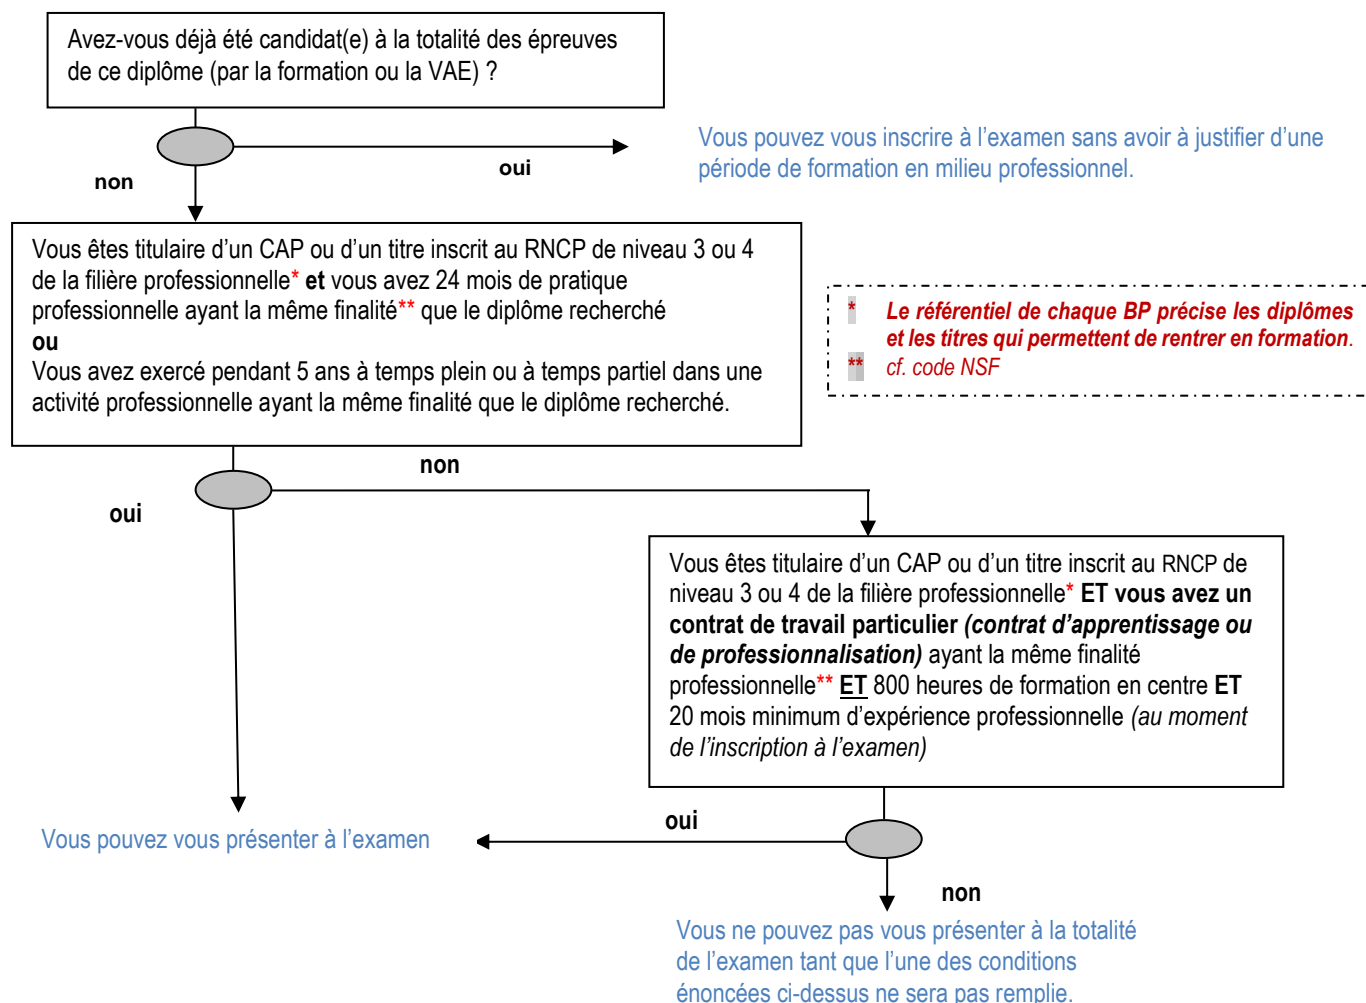 Avez-vous déjà été candidat(e) à la totalité des épreuves
de ce diplôme (par la formation ou la VAE) ?
Vous pouvez vous inscrire à l’examen sans avoir à justifier d’une
période de formation en milieu professionnel.
oui
non
Vous êtes titulaire d’un CAP ou d’un titre inscrit au RNCP de niveau 3 ou 4
de la filière professionnelle* et vous avez 24 mois de pratique
professionnelle ayant la même finalité** que le diplôme recherché
ou
Vous avez exercé pendant 5 ans à temps plein ou à temps partiel dans une
activité professionnelle ayant la même finalité que le diplôme recherché.
* Le référentiel de chaque BP précise les diplômes
et les titres qui permettent de rentrer en formation.
** cf. code NSF
non
oui
Vous êtes titulaire d’un CAP ou d’un titre inscrit au RNCP de
niveau 3 ou 4 de la filière professionnelle* ET vous avez un
contrat de travail particulier (contrat d’apprentissage ou
de professionnalisation) ayant la même finalité
professionnelle** ET 800 heures de formation en centre ET
20 mois minimum d’expérience professionnelle (au moment
de l’inscription à l’examen)
oui
Vous pouvez vous présenter à l’examen
non
Vous ne pouvez pas vous présenter à la totalité
de l’examen tant que l’une des conditions
énoncées ci-dessus ne sera pas remplie.